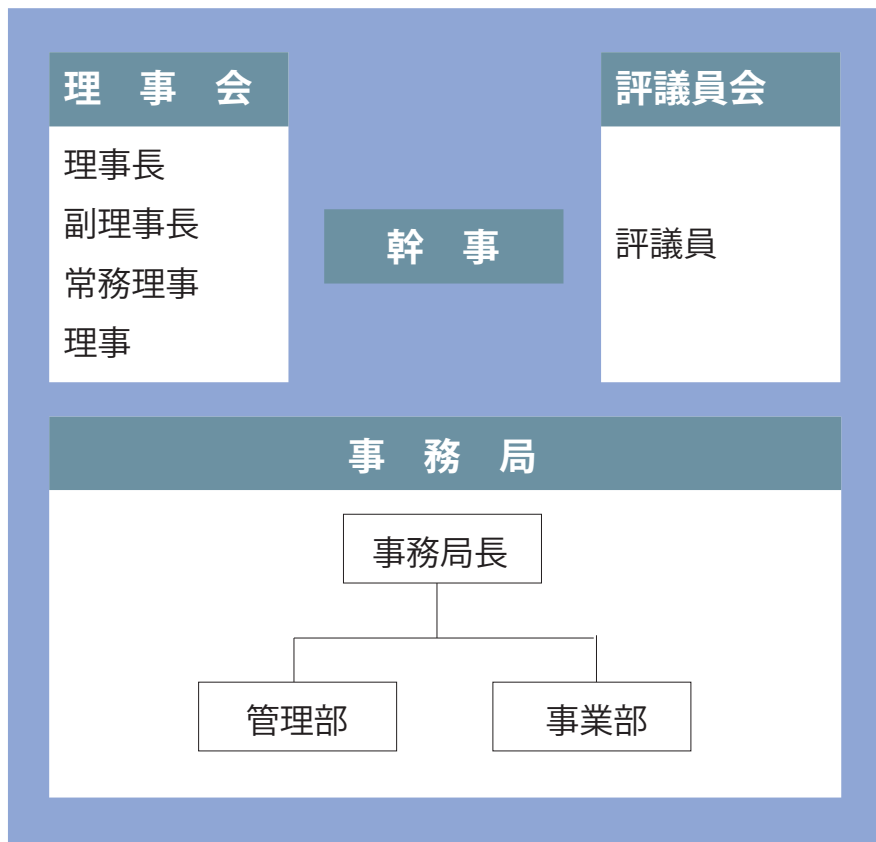 理　事　会
理事長
副理事長
常務理事
理事
幹　事
評議員会
評議員
事　務　局
事務局長
管理部
事業部